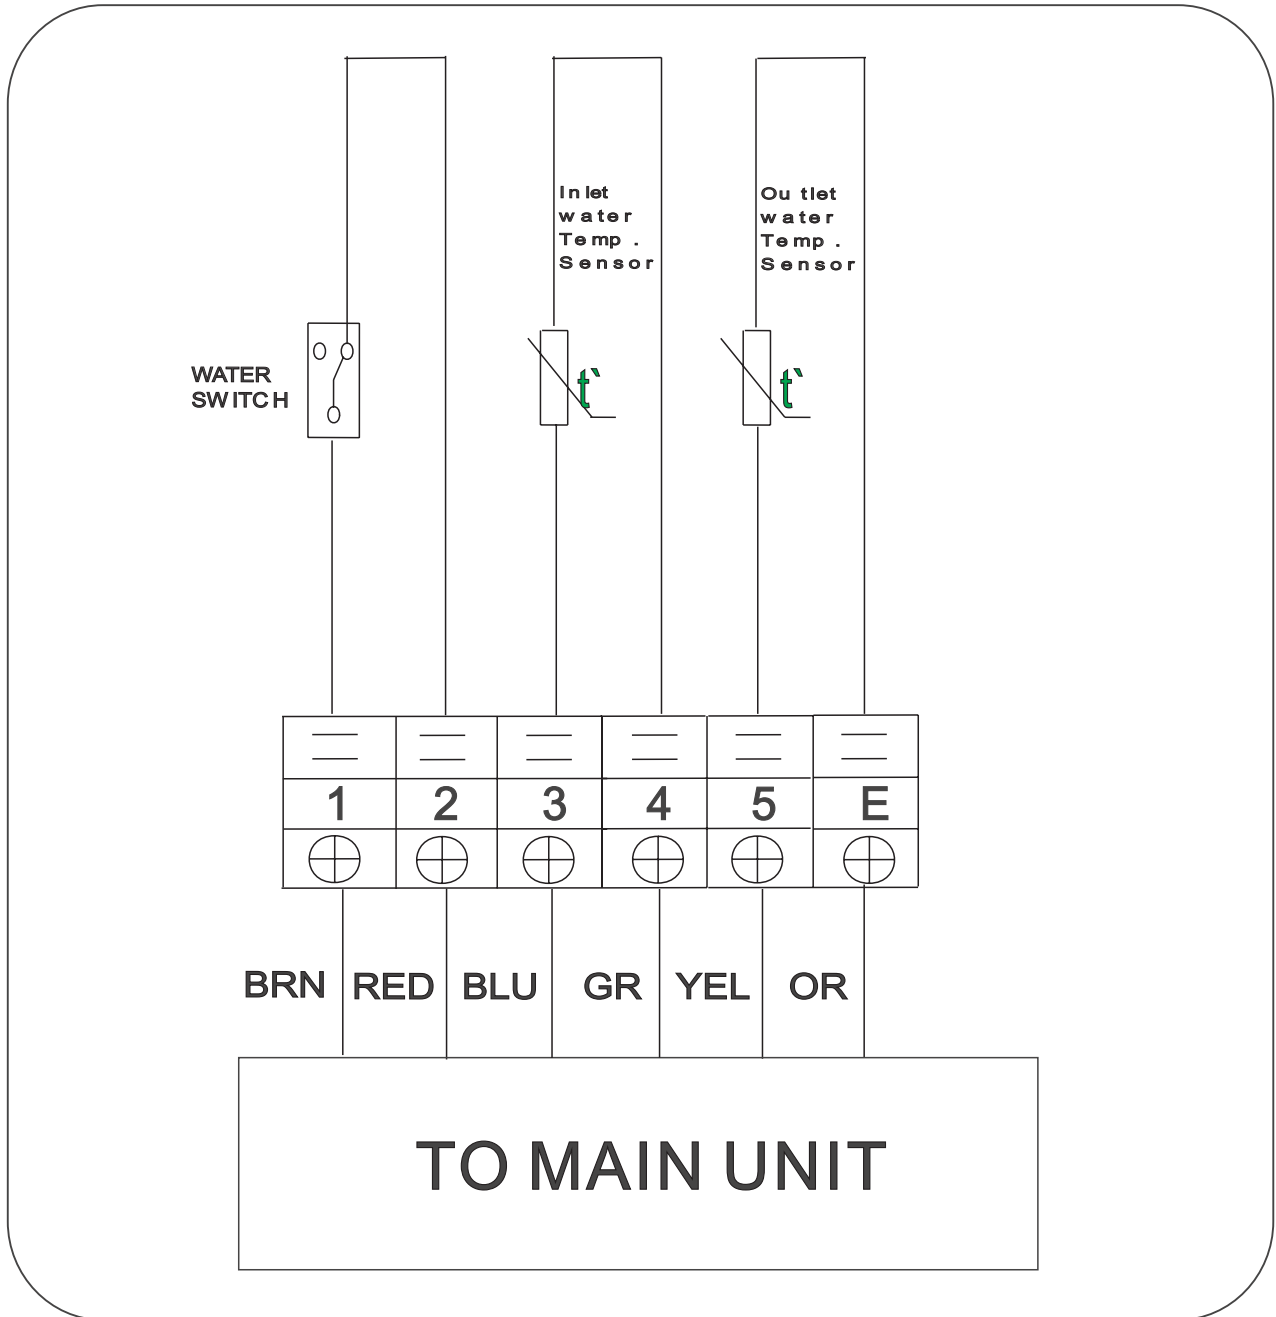 Inlet
water
Temp.
Sensor
Outlet
water
Temp.
Sensor
WATER
SWITCH
t`
t`
1 2 3 4 5 E
BRN RED BLU GR YEL OR
TO MAIN UNIT